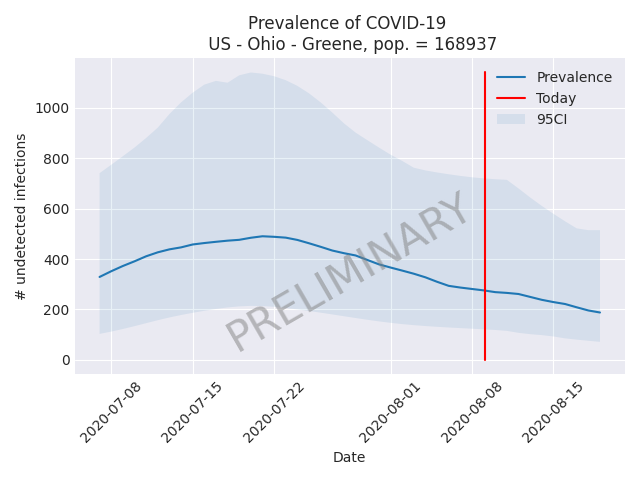 Prevalence of COVID-19
US - Ohio - Greene, pop. = 168937
Prevalence
Today
95CI
1000
800
600
400
200
0
# undetected infections
PRELIMINARY
2020-07-08
2020-07-15
2020-07-22
2020-08-01
2020-08-08
2020-08-15
Date